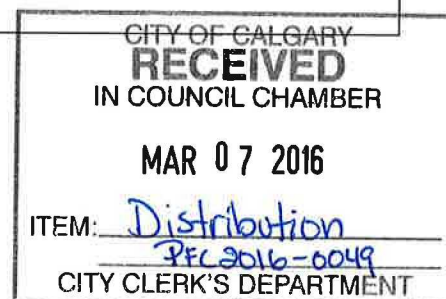 CITY OF CALGARY
RECEIVED
IN COUNCIL CHAMBER
MAR 07 2016
ITEM: Distribution
PFC2016-0049
CITY CLERK'S DEPARTMENT